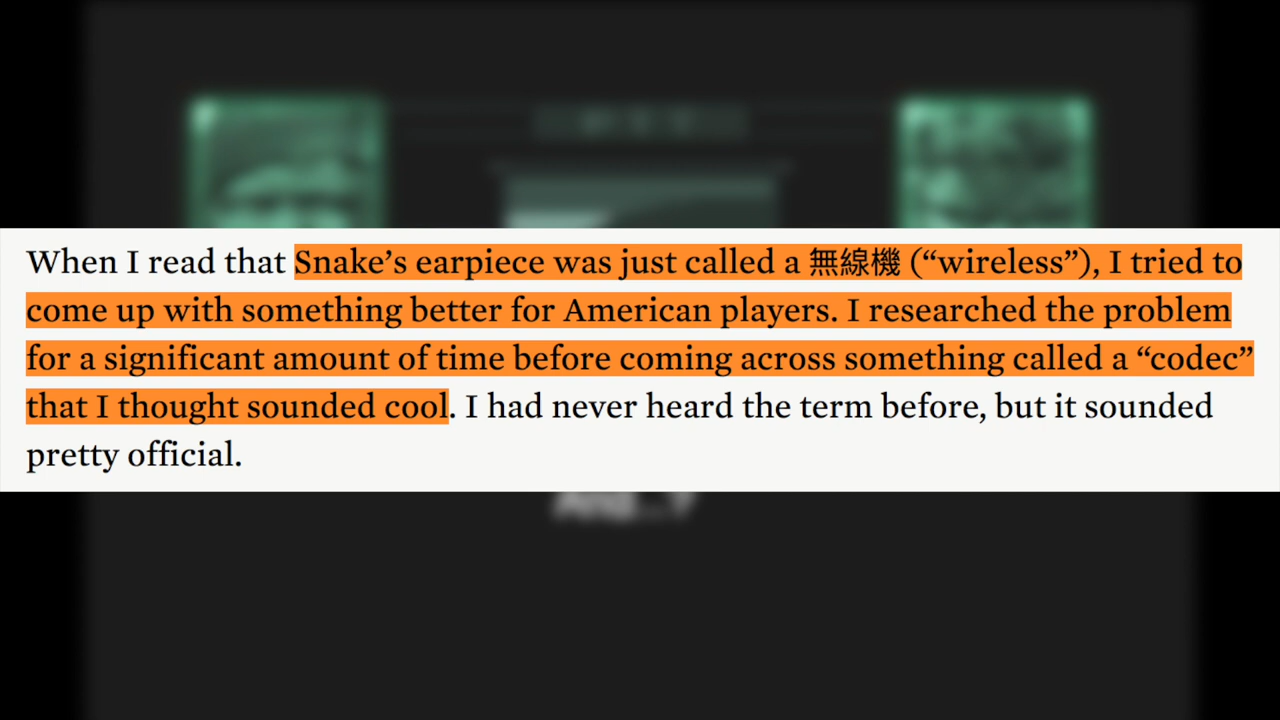 When I read that Snake’s earpiece was just called a 無線機 (“wireless”), I tried to
come up with something better for American players. I researched the problem
for a significant amount of time before coming across something called a “codec”
that I thought sounded cool. I had never heard the term before, but it sounded
pretty official.